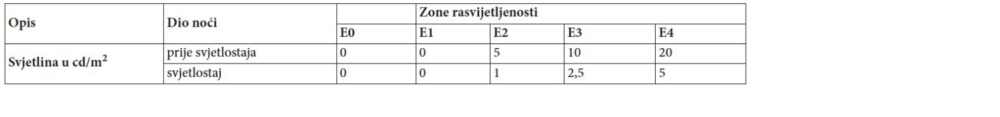 Opis Dio noći Zone rasvijetljenosti
E0 E1 E2 E3 E4
Svjetlina u cd/m² prije svjetlostaja 0 0 5 10 20
svjetlostaj 0 0 1 2,5 5